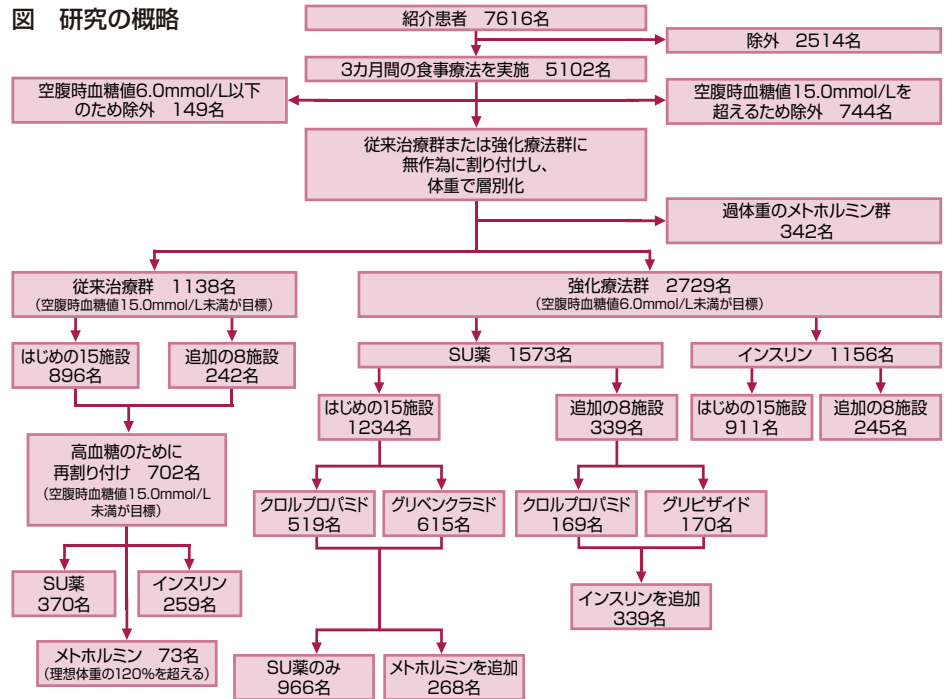 図 研究の概略
紹介患者 7616名
除外 2514名
3カ月間の食事療法を実施 5102名
空腹時血糖値6.0mmol/L以下
のため除外 149名
空腹時血糖値15.0mmol/Lを
超えるため除外 744名
従来治療群または強化療法群に
無作為に割り付けし、
体重で層別化
過体重のメトホルミン群
342名
従来治療群 1138名
(空腹時血糖値15.0mmol/L未満が目標)
強化療法群 2729名
(空腹時血糖値6.0mmol/L未満が目標)
はじめの15施設
896名
追加の8施設
242名
SU薬 1573名
インスリン 1156名
はじめの15施設
1234名
追加の8施設
339名
はじめの15施設
911名
追加の8施設
245名
高血糖のために
再割り付け 702名
(空腹時血糖値15.0mmol/L
未満が目標)
クロルプロパミド
519名
グリベンクラミド
615名
クロルプロパミド
169名
グリピザイド
170名
SU薬
370名
インスリン
259名
インスリンを追加
339名
メトホルミン 73名
(理想体重の120%を超える)
SU薬のみ
966名
メトホルミンを追加
268名